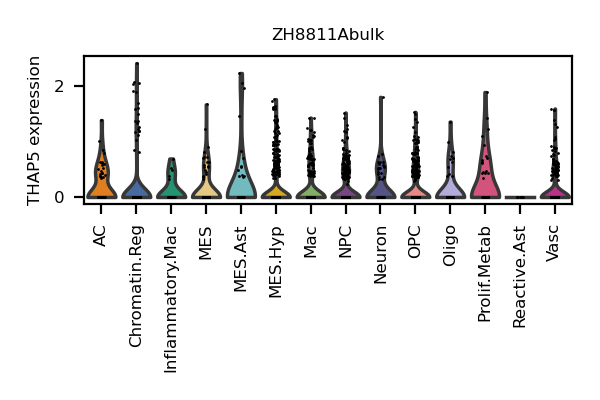 ZH8811Abulk
THAP5 expression
2
0
AC
Chromatin.Reg
Inflammatory.Mac
MES
MES.Ast
MES.Hyp
Mac
NPC
Neuron
OPC
Oligo
Prolif.Metab
Reactive.Ast
Vasc